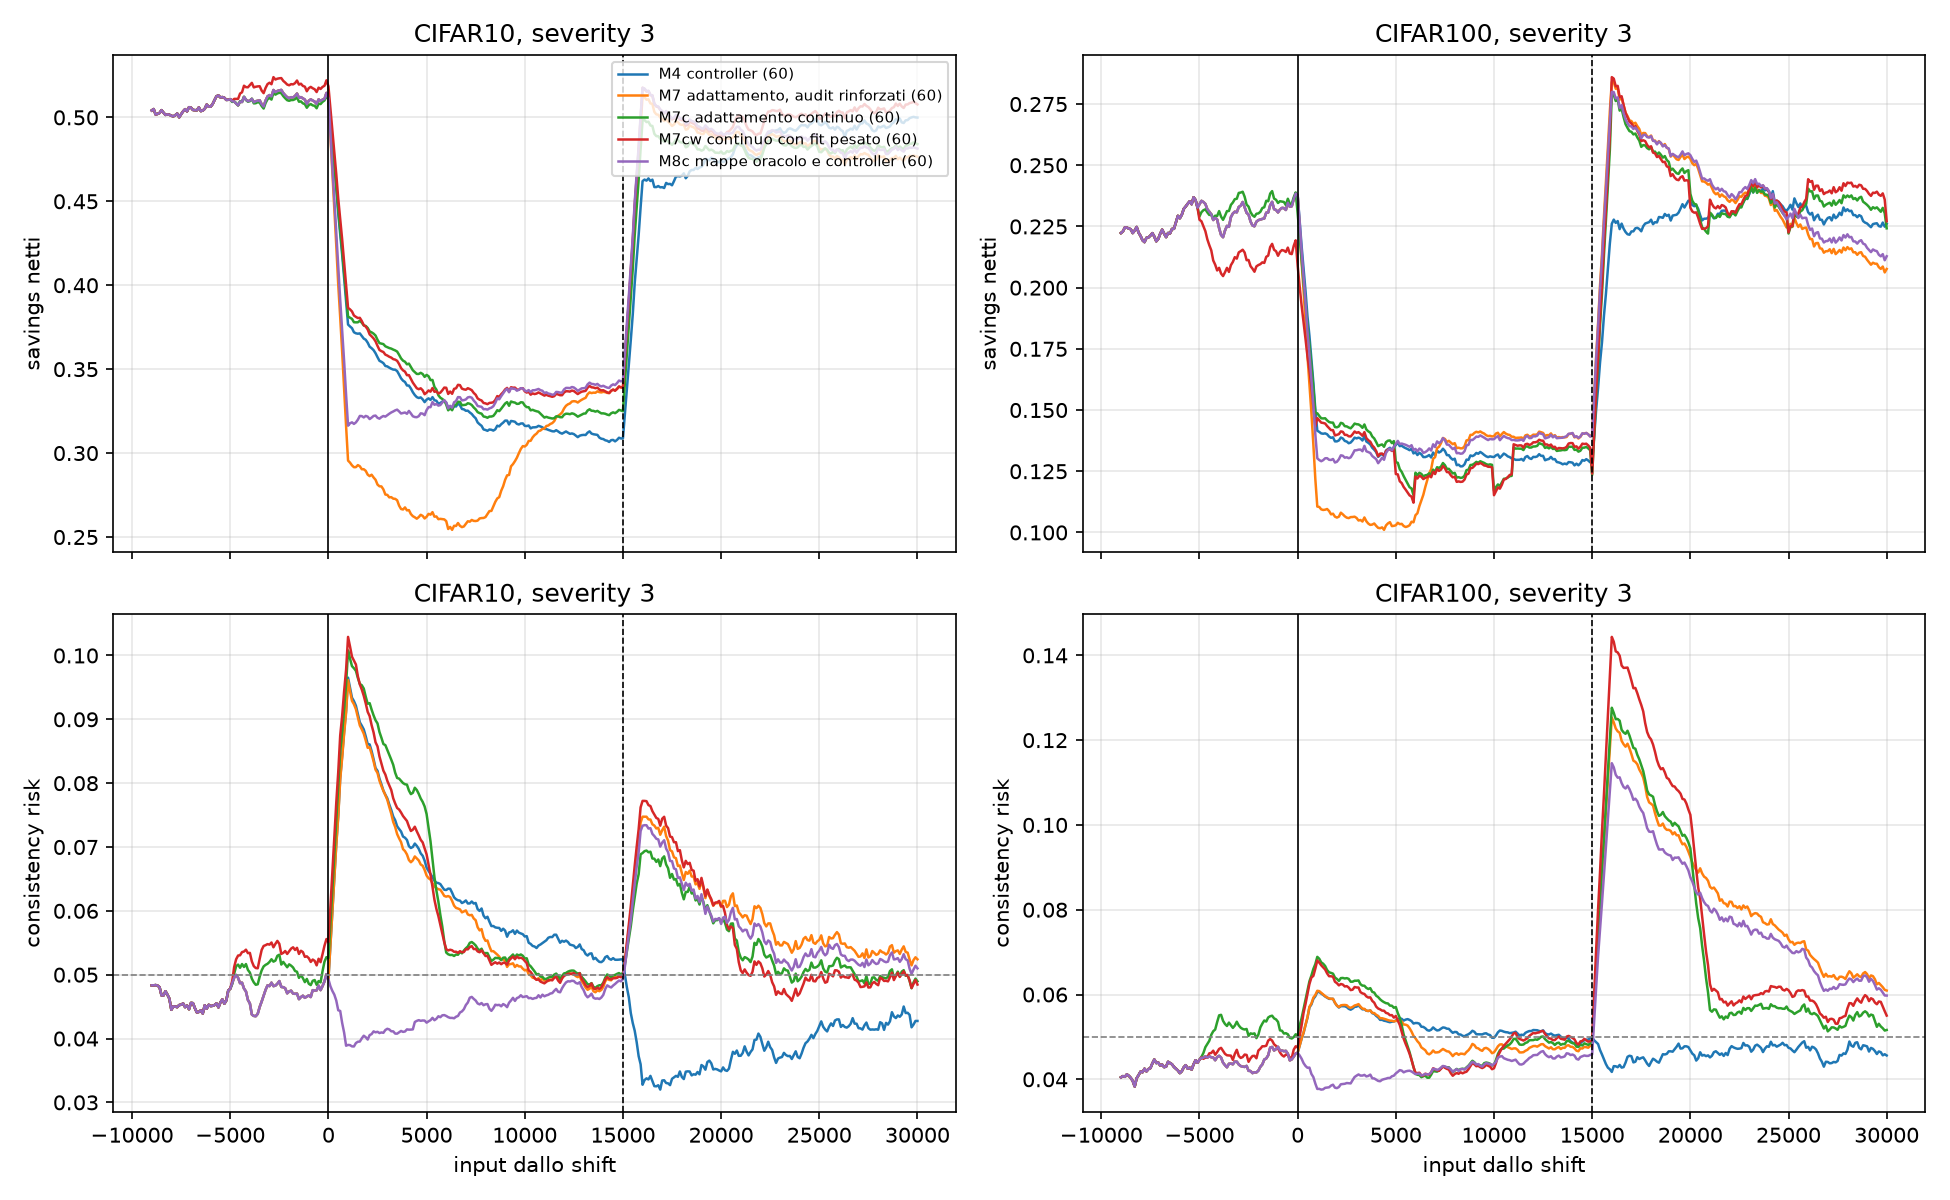 CIFAR10, severity 3
savings netti
0.50
0.45
0.40
0.35
0.30
0.25
M4 controller (60)
M7 adattamento, audit rinforzati (60)
M7c adattamento continuo (60)
M7cw continuo con fit pesato (60)
M8c mappe oracolo e controller (60)
CIFAR100, severity 3
savings netti
0.275
0.250
0.225
0.200
0.175
0.150
0.125
0.100
CIFAR10, severity 3
consistency risk
0.10
0.09
0.08
0.07
0.06
0.05
0.04
0.03
−10000 −5000 0 5000 10000 15000 20000 25000 30000
input dallo shift
CIFAR100, severity 3
consistency risk
0.14
0.12
0.10
0.08
0.06
0.04
−10000 −5000 0 5000 10000 15000 20000 25000 30000
input dallo shift